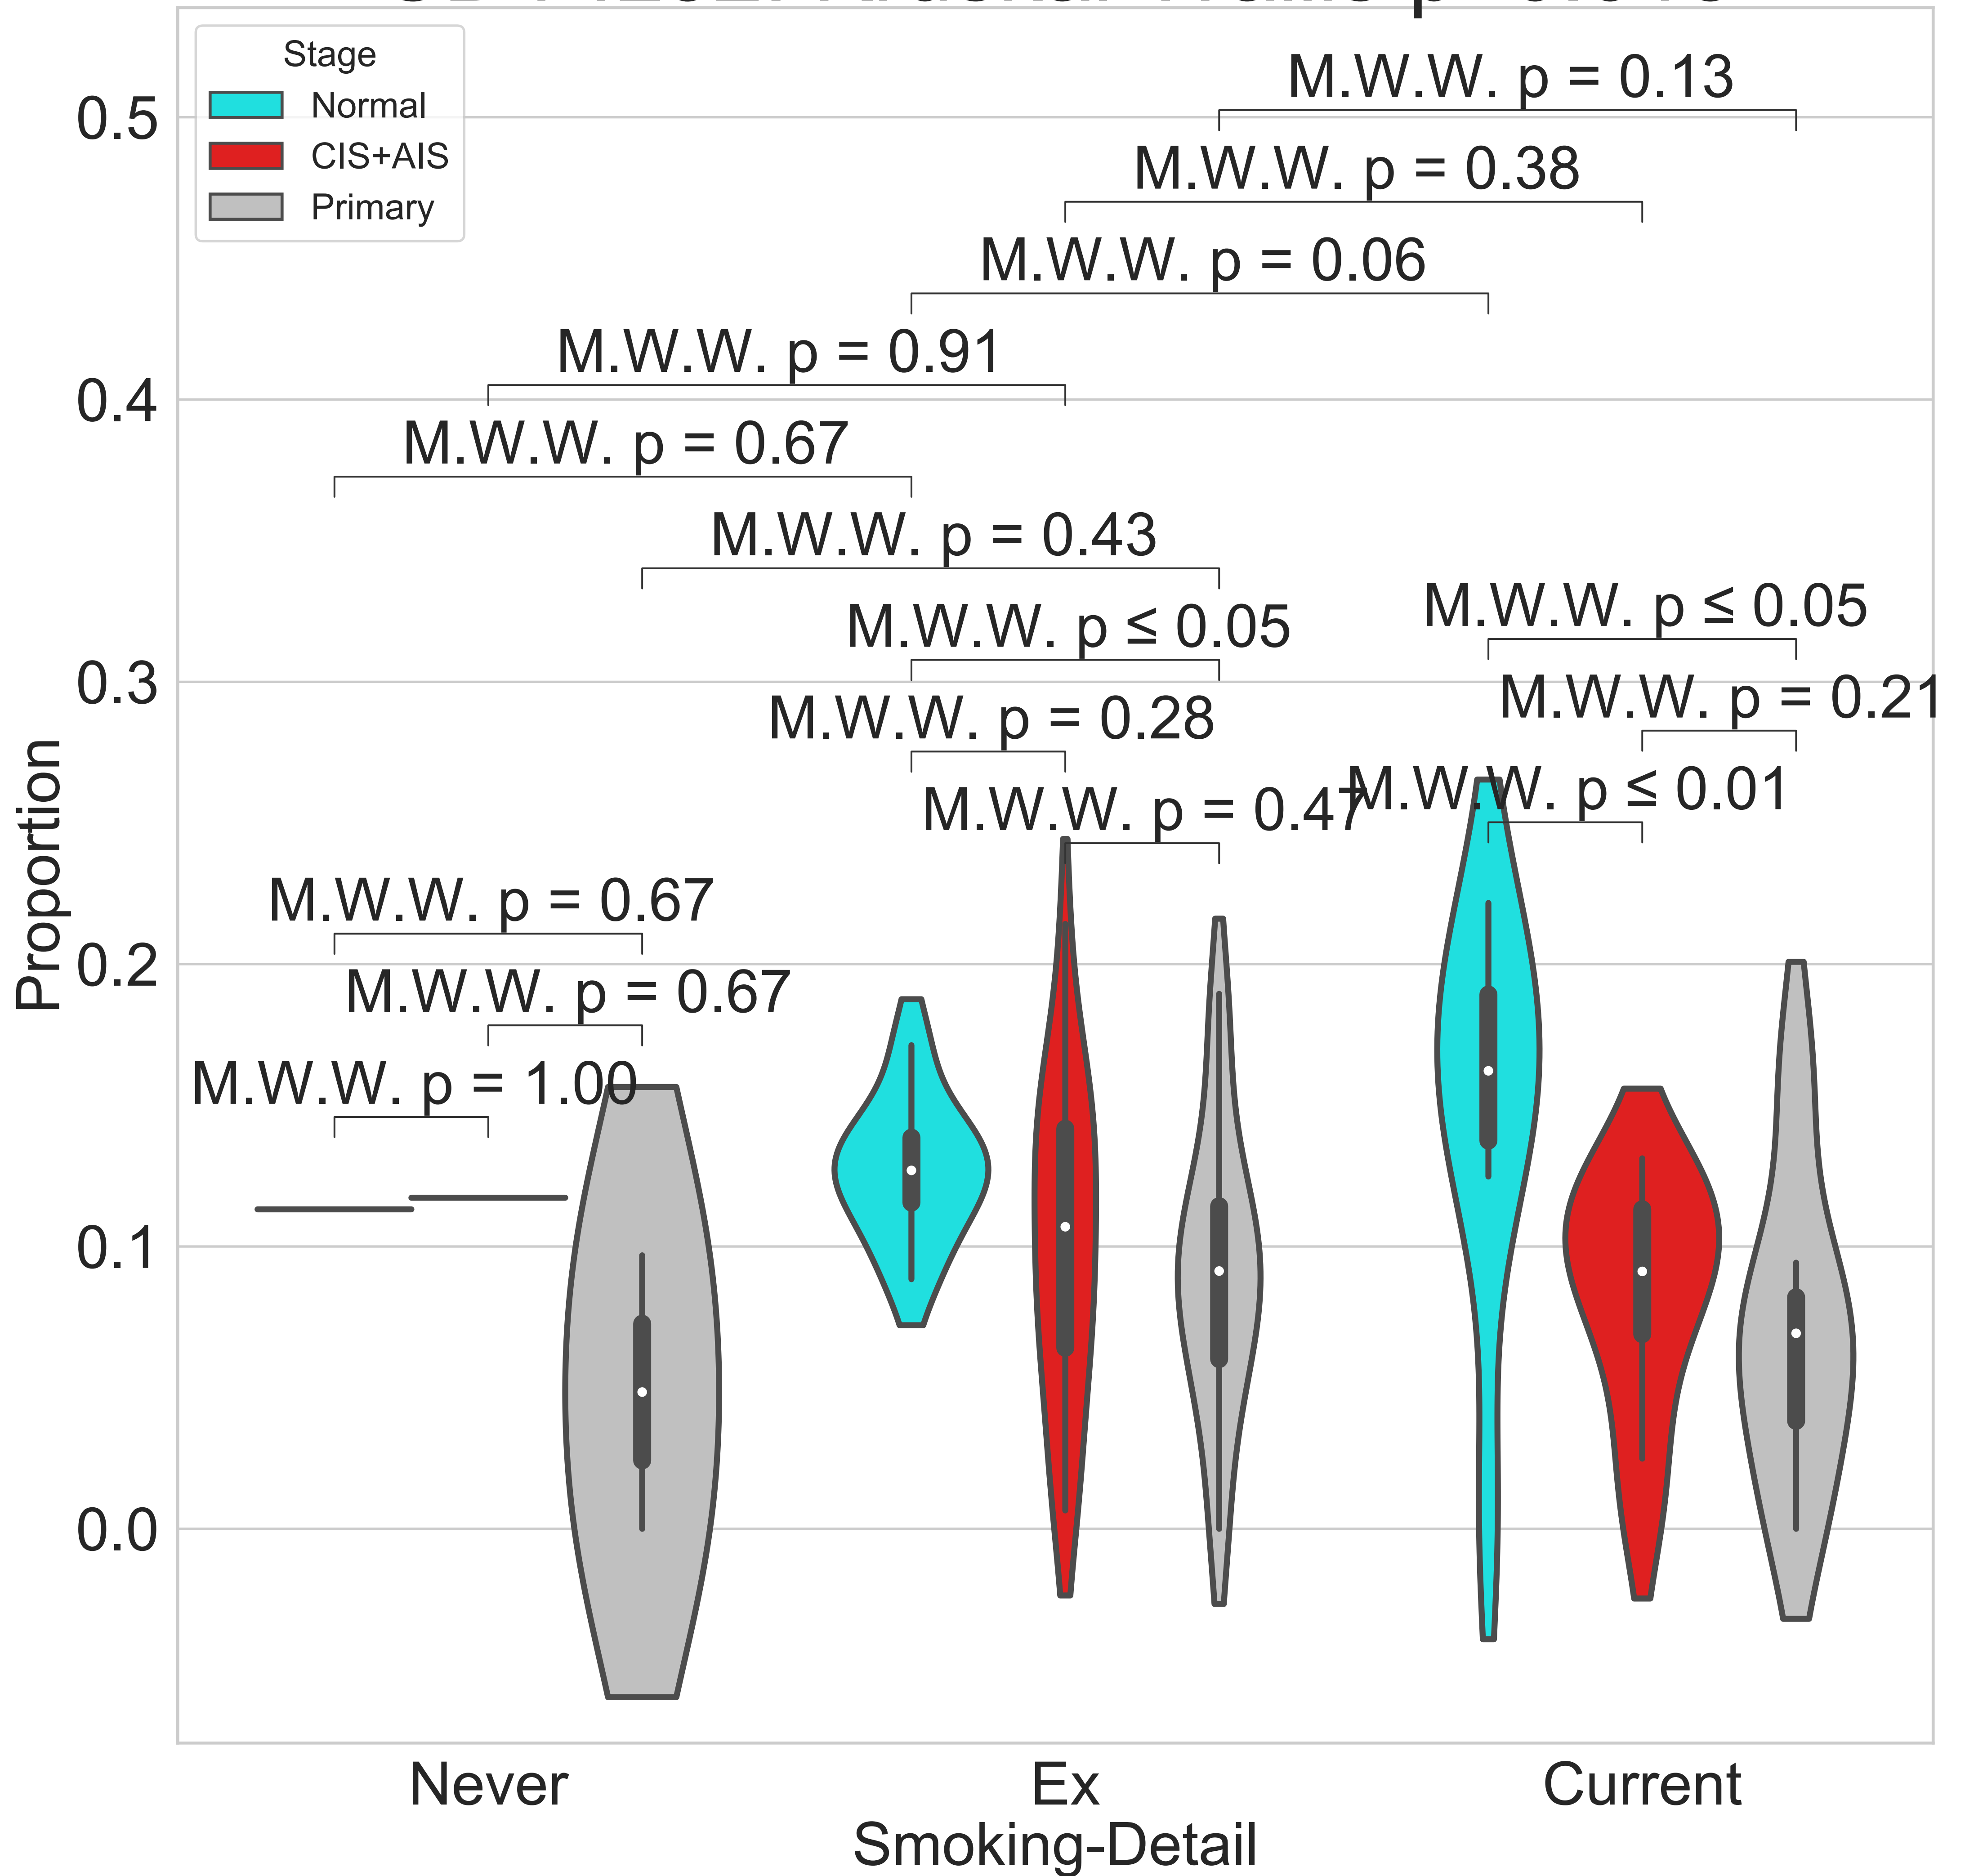 Stage
Normal
CIS+AIS
Primary
M.W.W. p = 0.13
M.W.W. p = 0.38
M.W.W. p = 0.06
M.W.W. p = 0.91
M.W.W. p = 0.67
M.W.W. p = 0.43
M.W.W. p ≤ 0.05
M.W.W. p ≤ 0.05
M.W.W. p = 0.28
M.W.W. p = 0.21
M.W.W. p = 0.47
M.W.W. p ≤ 0.01
M.W.W. p = 0.67
M.W.W. p = 0.67
M.W.W. p = 1.00
0.5
0.4
0.3
0.2
0.1
0.0
Proportion
Never
Ex
Current
Smoking-Detail